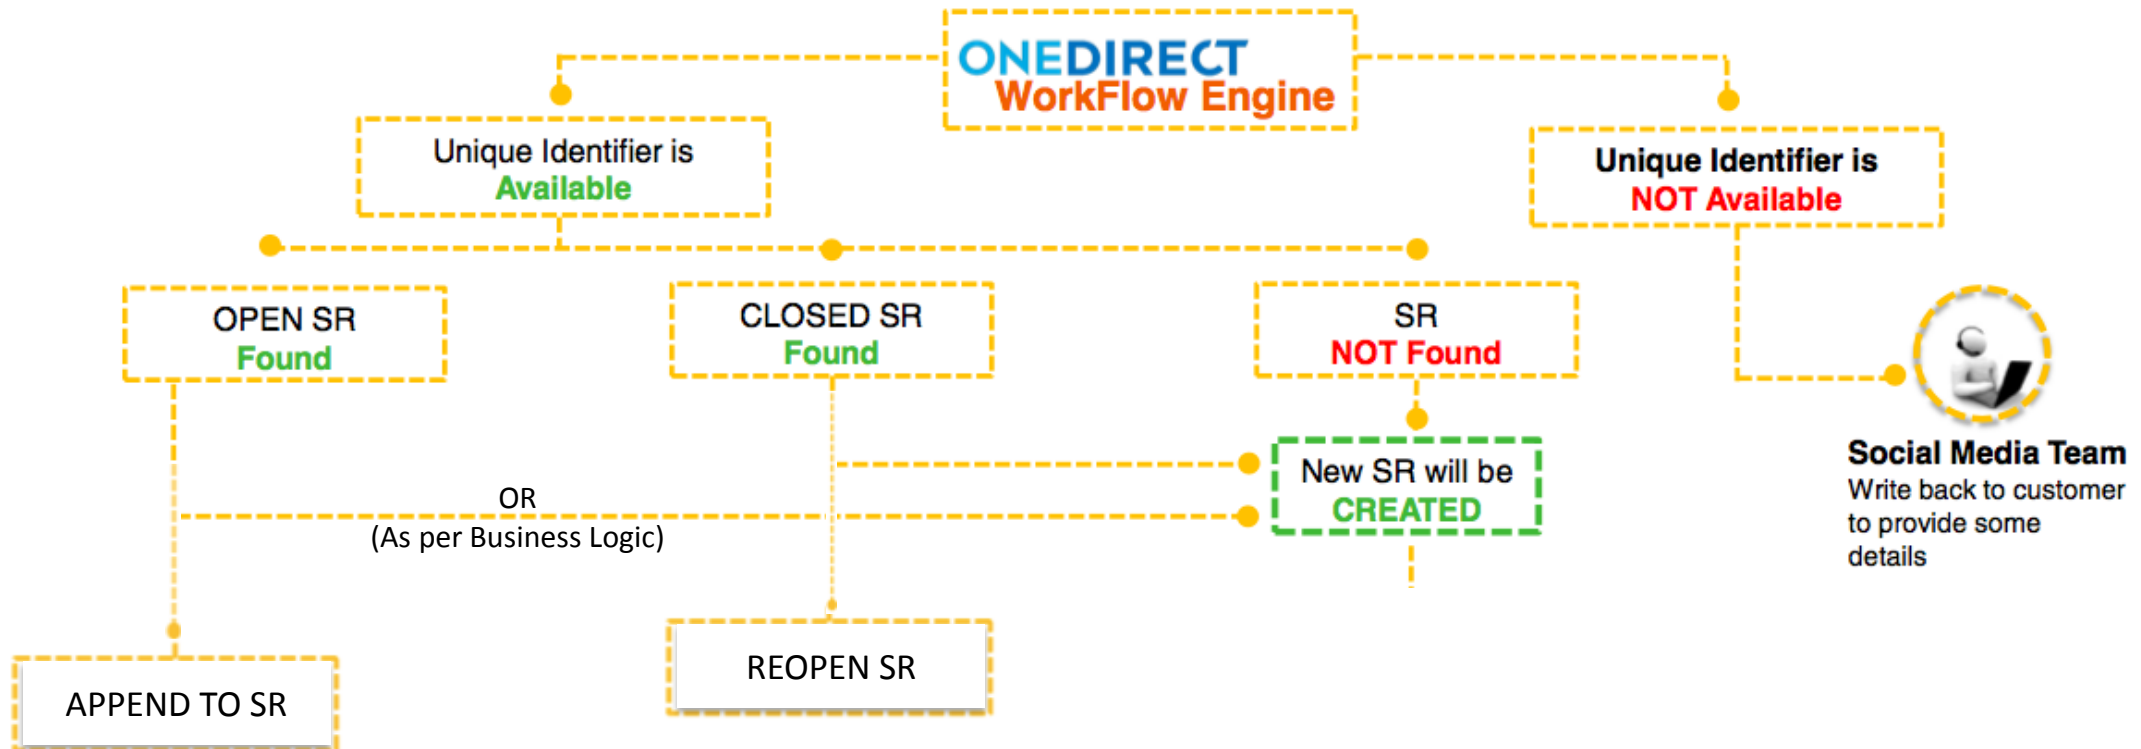 ONEDIRECT
WorkFlow Engine
Unique Identifier is
Available
Unique Identifier is
NOT Available
OPEN SR
Found
CLOSED SR
Found
SR
NOT Found
New SR will be
CREATED
OR
(As per Business Logic)
Social Media Team
Write back to customer
to provide some
details
REOPEN SR
APPEND TO SR